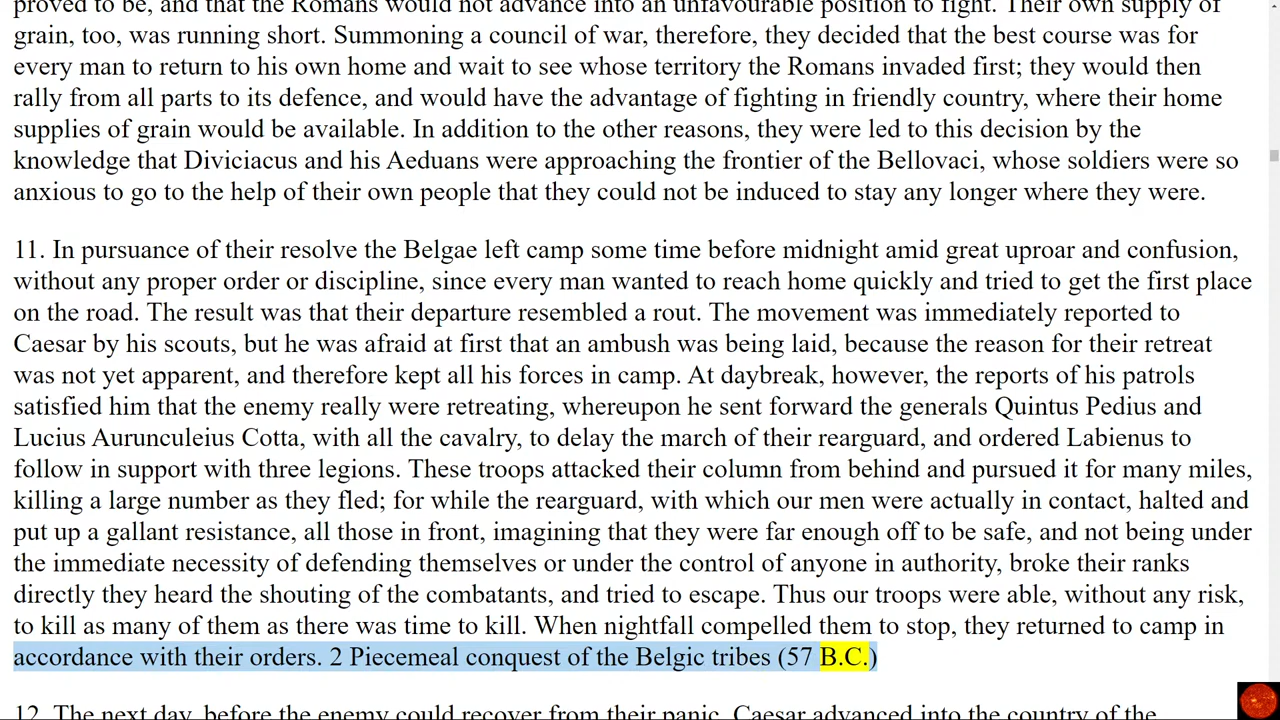 proved to be, and that the Romans would not advance into an unfavourable position to fight. Their own supply of
grain, too, was running short. Summoning a council of war, therefore, they decided that the best course was for
every man to return to his own home and wait to see whose territory the Romans invaded first; they would then
rally from all parts to its defence, and would have the advantage of fighting in friendly country, where their home
supplies of grain would be available. In addition to the other reasons, they were led to this decision by the
knowledge that Diviciacus and his Aeduans were approaching the frontier of the Bellovaci, whose soldiers were so
anxious to go to the help of their own people that they could not be induced to stay any longer where they were.
11. In pursuance of their resolve the Belgae left camp some time before midnight amid great uproar and confusion,
without any proper order or discipline, since every man wanted to reach home quickly and tried to get the first place
on the road. The result was that their departure resembled a rout. The movement was immediately reported to
Caesar by his scouts, but he was afraid at first that an ambush was being laid, because the reason for their retreat
was not yet apparent, and therefore kept all his forces in camp. At daybreak, however, the reports of his patrols
satisfied him that the enemy really were retreating, whereupon he sent forward the generals Quintus Pedius and
Lucius Aurunculeius Cotta, with all the cavalry, to delay the march of their rearguard, and ordered Labienus to
follow in support with three legions. These troops attacked their column from behind and pursued it for many miles,
killing a large number as they fled; for while the rearguard, with which our men were actually in contact, halted and
put up a gallant resistance, all those in front, imagining that they were far enough off to be safe, and not being under
the immediate necessity of defending themselves or under the control of anyone in authority, broke their ranks
directly they heard the shouting of the combatants, and tried to escape. Thus our troops were able, without any risk,
to kill as many of them as there was time to kill. When nightfall compelled them to stop, they returned to camp in
accordance with their orders. 2 Piecemeal conquest of the Belgic tribes (57 B.C.)
12. The next day, before the enemy could recover from their panic, Caesar advanced into the country of the